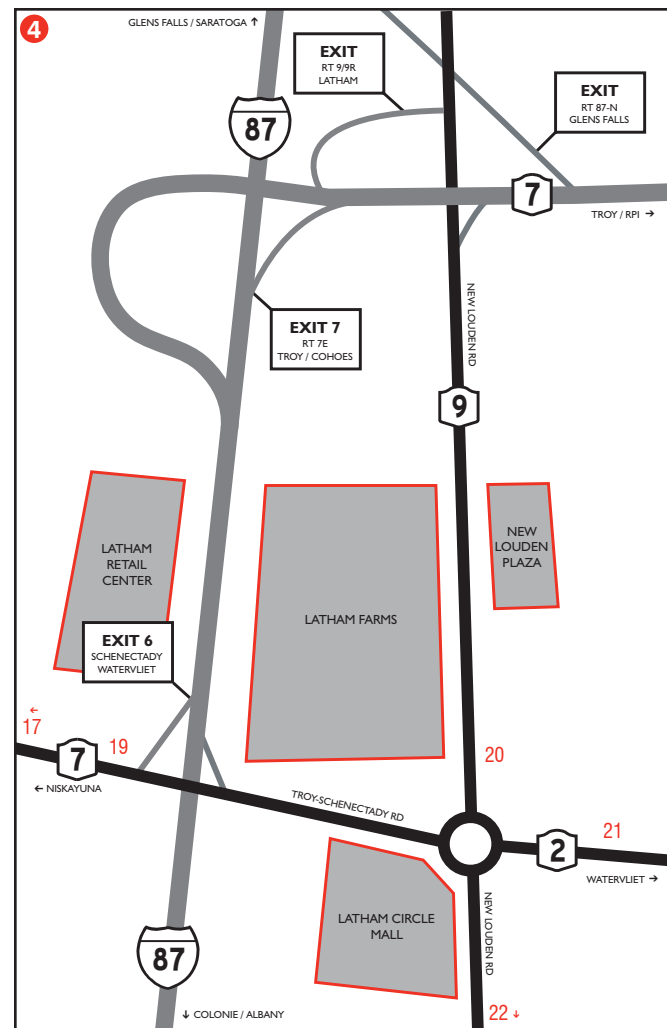 4
GLENS FALLS / SARATOGA ↑
EXIT
RT 9/9R
LATHAM
EXIT
RT 87-N
GLENS FALLS
87
7
TROY / RPI →
NEW LOUDEN RD
EXIT 7
RT 7E
TROY / COHOES
9
LATHAM
RETAIL
CENTER
LATHAM FARMS
NEW
LOUDEN
PLAZA
EXIT 6
SCHENECTADY
WATERVLIET
←
17
19
7
← NISKAYUNA
20
TROY-SCHENECTADY RD
21
2
WATERVLIET →
LATHAM CIRCLE
MALL
NEW LOUDEN RD
87
↓ COLONIE / ALBANY
22 ↓